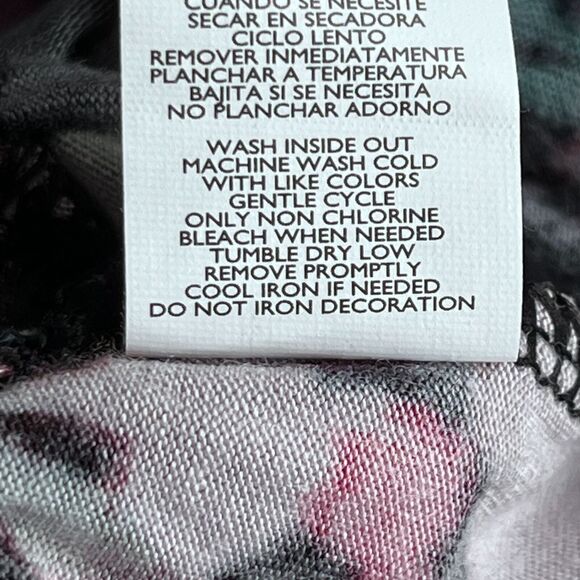 CUANDO SE NECESITE
SECAR EN SECADORA
CICLO LENTO
REMOVER INMEDIATAMENTE
PLANCHAR A TEMPERATURA
BAJITA SI SE NECESITA
NO PLANCHAR ADORNO
WASH INSIDE OUT
MACHINE WASH COLD
WITH LIKE COLORS
GENTLE CYCLE
ONLY NON CHLORINE
BLEACH WHEN NEEDED
TUMBLE DRY LOW
REMOVE PROMPTLY
COOL IRON IF NEEDED
DO NOT IRON DECORATION